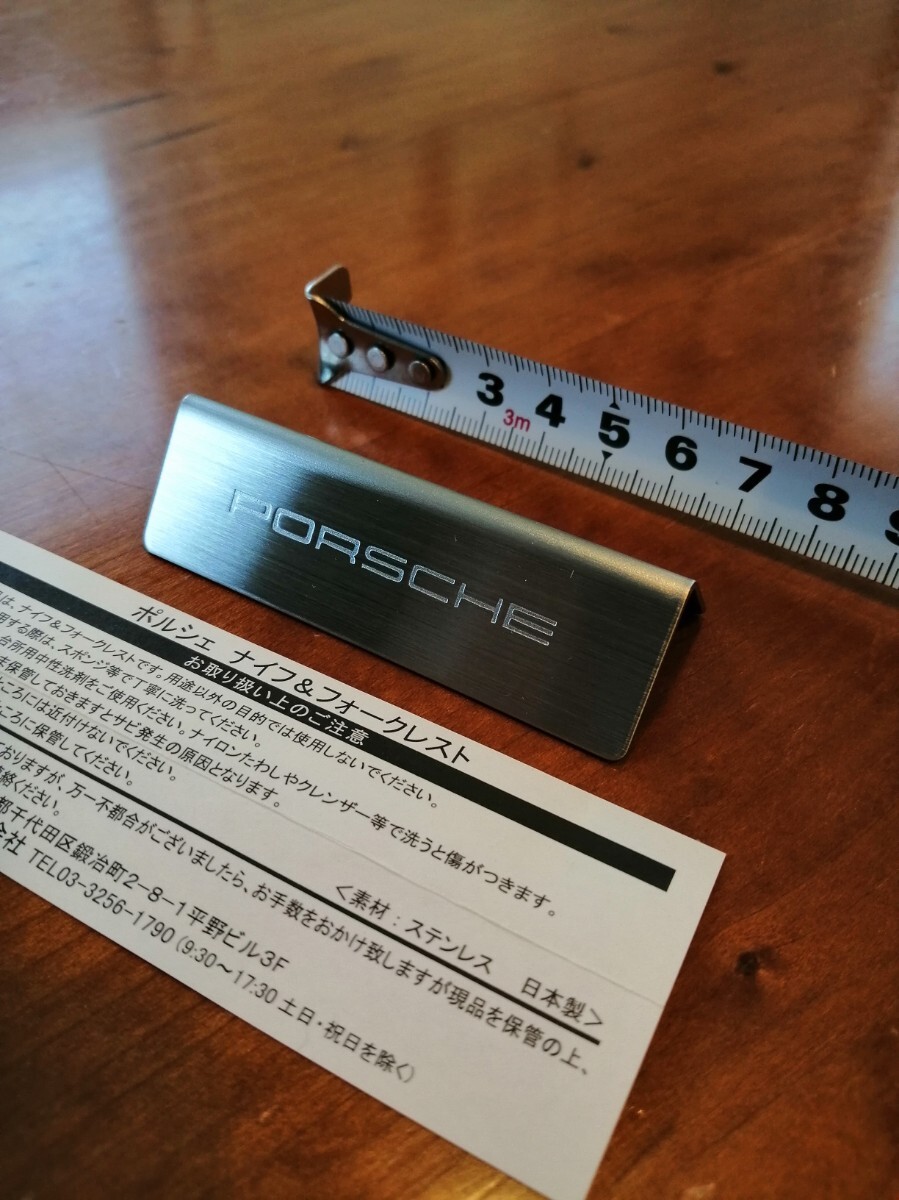 3 4 5 6 7 8 9
3m
PORSCHE
ポルシェ ナイフ&フォークレスト
お取り扱い上のご注意
は、ナイフ&フォークレストです。用途以外の目的では使用しないでください。
用する際は、スポンジ等で丁寧に洗ってください。
台所用中性洗剤をご使用ください。ナイロンたわしやクレンザー等で洗うと傷がつきます。
ま保管しておきますとサビ発生の原因となります。
ところには近付けないでください。
ころに保管してください。
<素材:ステンレス 日本製>
おりますが、万一不都合がございましたら、お手数をおかけ致しますが現品を保管の上、
絡ください。
都千代田区鍛冶町2-8-1平野ビル3F
会社 TEL03-3256-1790(9:30〜17:30 土日・祝日を除く)